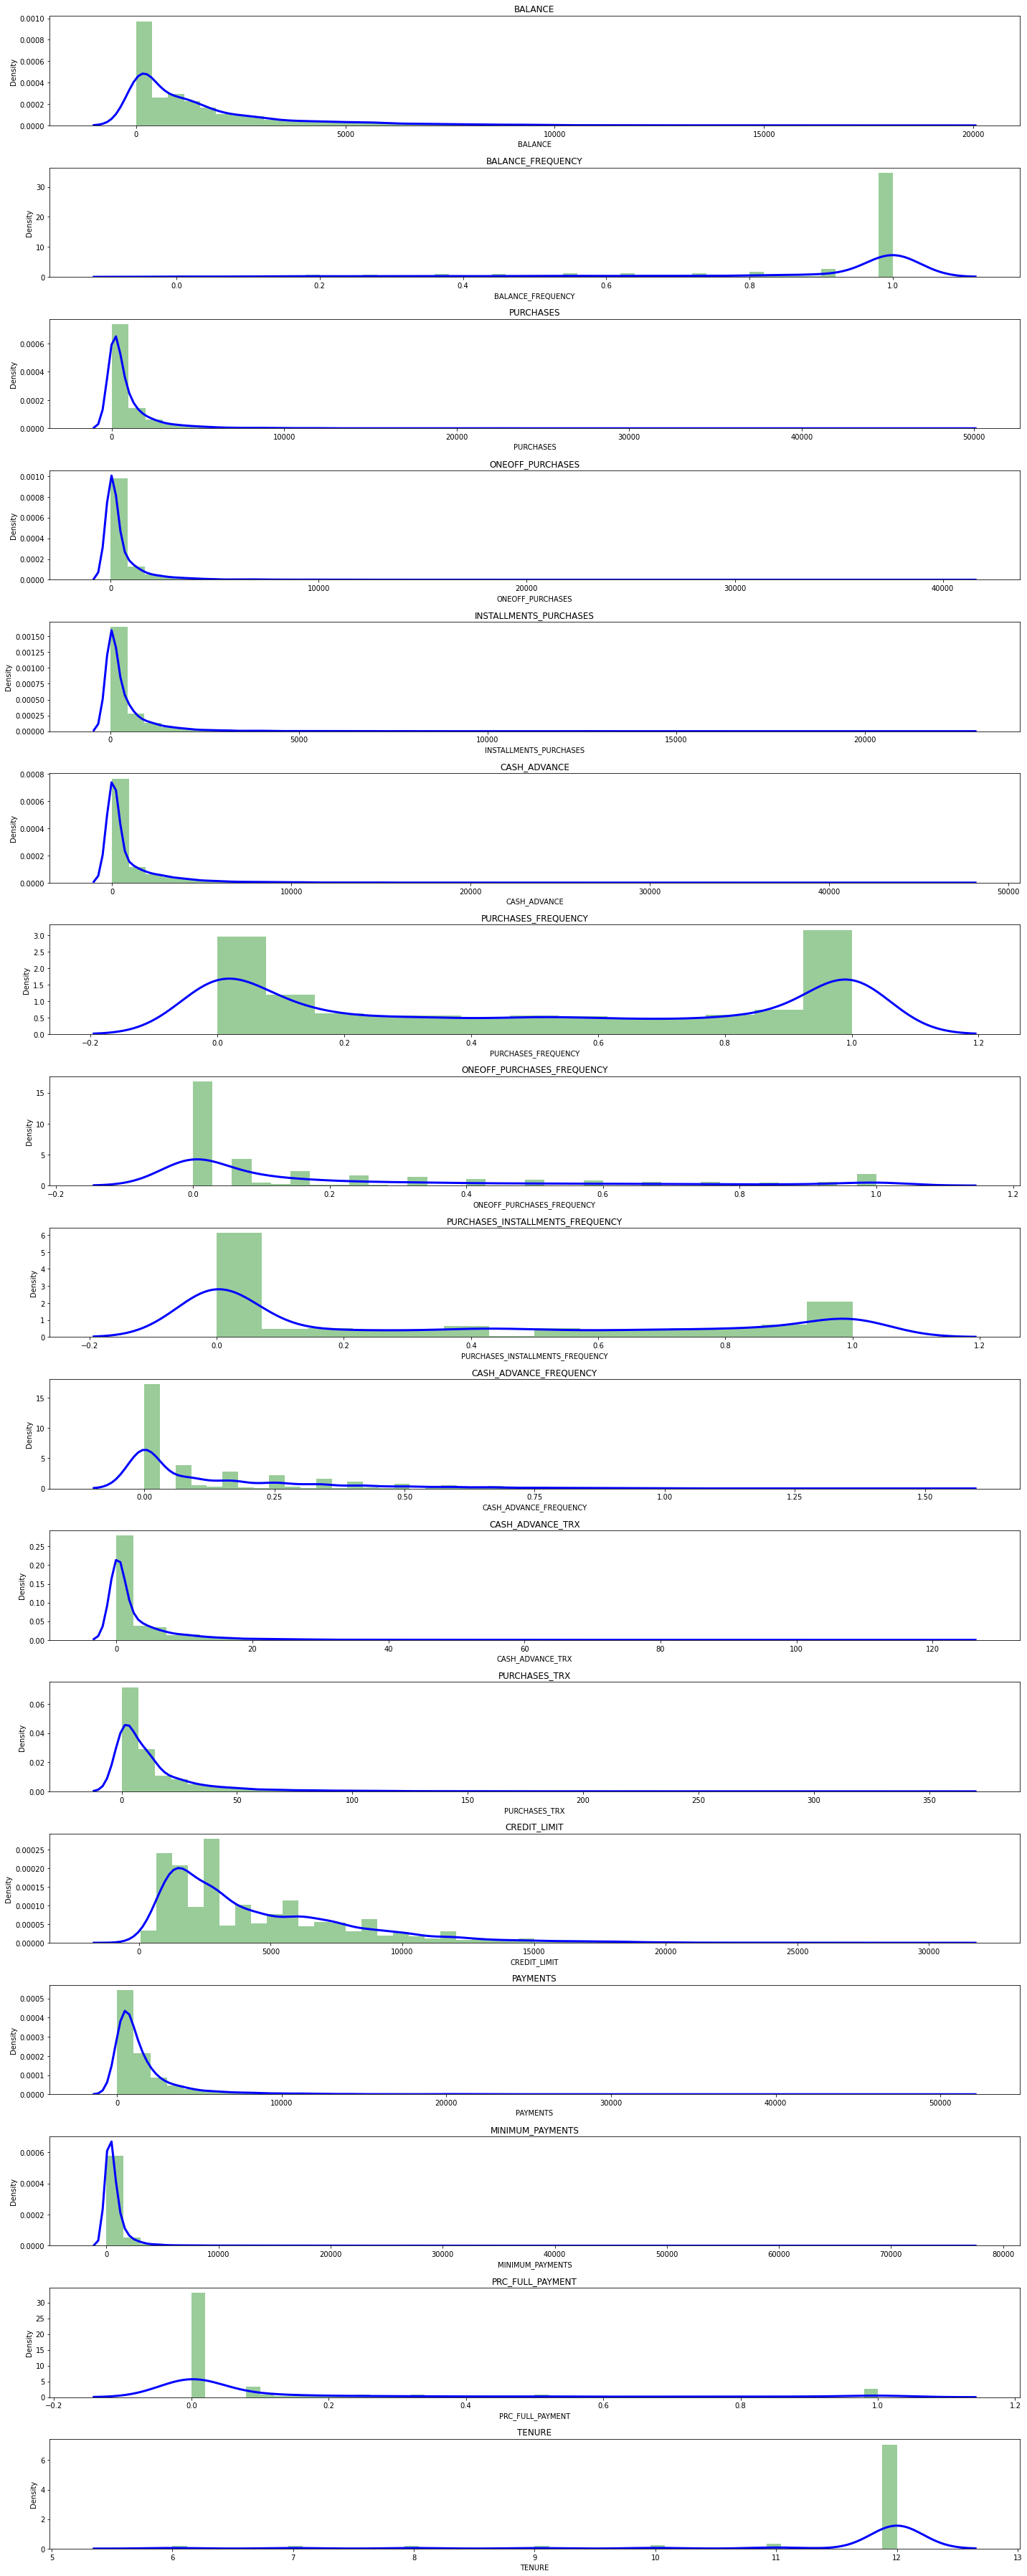 BALANCE
0.0010
0.0008
0.0006
0.0004
0.0002
0.0000
Density
0 5000 10000 15000 20000
BALANCE
BALANCE_FREQUENCY
30
20
10
0
Density
0.0 0.2 0.4 0.6 0.8 1.0
BALANCE_FREQUENCY
PURCHASES
0.0006
0.0004
0.0002
0.0000
Density
0 10000 20000 30000 40000 50000
PURCHASES
ONEOFF_PURCHASES
0.0010
0.0008
0.0006
0.0004
0.0002
0.0000
Density
0 10000 20000 30000 40000
ONEOFF_PURCHASES
INSTALLMENTS_PURCHASES
0.00150
0.00125
0.00100
0.00075
0.00050
0.00025
0.00000
Density
0 5000 10000 15000 20000
INSTALLMENTS_PURCHASES
CASH_ADVANCE
0.0008
0.0006
0.0004
0.0002
0.0000
Density
0 10000 20000 30000 40000 50000
CASH_ADVANCE
PURCHASES_FREQUENCY
3.0
2.5
2.0
1.5
1.0
0.5
0.0
Density
−0.2 0.0 0.2 0.4 0.6 0.8 1.0 1.2
PURCHASES_FREQUENCY
ONEOFF_PURCHASES_FREQUENCY
15
10
5
0
Density
−0.2 0.0 0.2 0.4 0.6 0.8 1.0 1.2
ONEOFF_PURCHASES_FREQUENCY
PURCHASES_INSTALLMENTS_FREQUENCY
6
5
4
3
2
1
0
Density
−0.2 0.0 0.2 0.4 0.6 0.8 1.0 1.2
PURCHASES_INSTALLMENTS_FREQUENCY
CASH_ADVANCE_FREQUENCY
15
10
5
0
Density
0.00 0.25 0.50 0.75 1.00 1.25 1.50
CASH_ADVANCE_FREQUENCY
CASH_ADVANCE_TRX
0.25
0.20
0.15
0.10
0.05
0.00
Density
0 20 40 60 80 100 120
CASH_ADVANCE_TRX
PURCHASES_TRX
0.06
0.04
0.02
0.00
Density
0 50 100 150 200 250 300 350
PURCHASES_TRX
CREDIT_LIMIT
0.00025
0.00020
0.00015
0.00010
0.00005
0.00000
Density
0 5000 10000 15000 20000 25000 30000
CREDIT_LIMIT
PAYMENTS
0.0005
0.0004
0.0003
0.0002
0.0001
0.0000
Density
0 10000 20000 30000 40000 50000
PAYMENTS
MINIMUM_PAYMENTS
0.0006
0.0004
0.0002
0.0000
Density
0 10000 20000 30000 40000 50000 60000 70000 80000
MINIMUM_PAYMENTS
PRC_FULL_PAYMENT
30
25
20
15
10
5
0
Density
−0.2 0.0 0.2 0.4 0.6 0.8 1.0 1.2
PRC_FULL_PAYMENT
TENURE
6
4
2
0
Density
5 6 7 8 9 10 11 12 13
TENURE